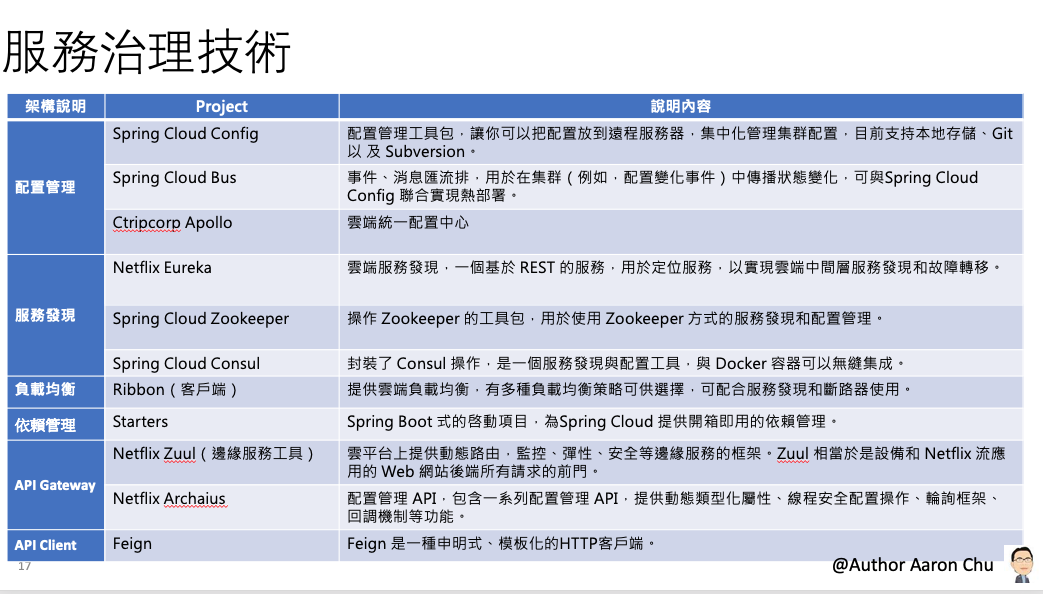 服務治理技術
架構說明 Project 說明內容
配置管理
Spring Cloud Config
配置管理工具包，讓你可以把配置放到遠程服務器，集中化管理集群配置，目前支持本地存儲、Git
以 及 Subversion。
Spring Cloud Bus
事件、消息匯流排，用於在集群（例如，配置變化事件）中傳播狀態變化，可與Spring Cloud
Config 聯合實現熱部署。
Ctripcorp Apollo
雲端統一配置中心
服務發現
Netflix Eureka
雲端服務發現，一個基於 REST 的服務，用於定位服務，以實現雲端中間層服務發現和故障轉移。
Spring Cloud Zookeeper
操作 Zookeeper 的工具包，用於使用 Zookeeper 方式的服務發現和配置管理。
Spring Cloud Consul
封裝了 Consul 操作，是一個服務發現與配置工具，與 Docker 容器可以無縫集成。
負載均衡
Ribbon（客戶端）
提供雲端負載均衡，有多種負載均衡策略可供選擇，可配合服務發現和斷路器使用。
依賴管理
Starters
Spring Boot 式的啓動項目，為Spring Cloud 提供開箱即用的依賴管理。
API Gateway
Netflix Zuul（邊緣服務工具）
雲平台上提供動態路由，監控、彈性、安全等邊緣服務的框架。Zuul 相當於是設備和 Netflix 流應
用的 Web 網站後端所有請求的前門。
Netflix Archaius
配置管理 API，包含一系列配置管理 API，提供動態類型化屬性、線程安全配置操作、輪詢框架、
回調機制等功能。
API Client
Feign
Feign 是一種申明式、模板化的HTTP客戶端。
17
@Author Aaron Chu